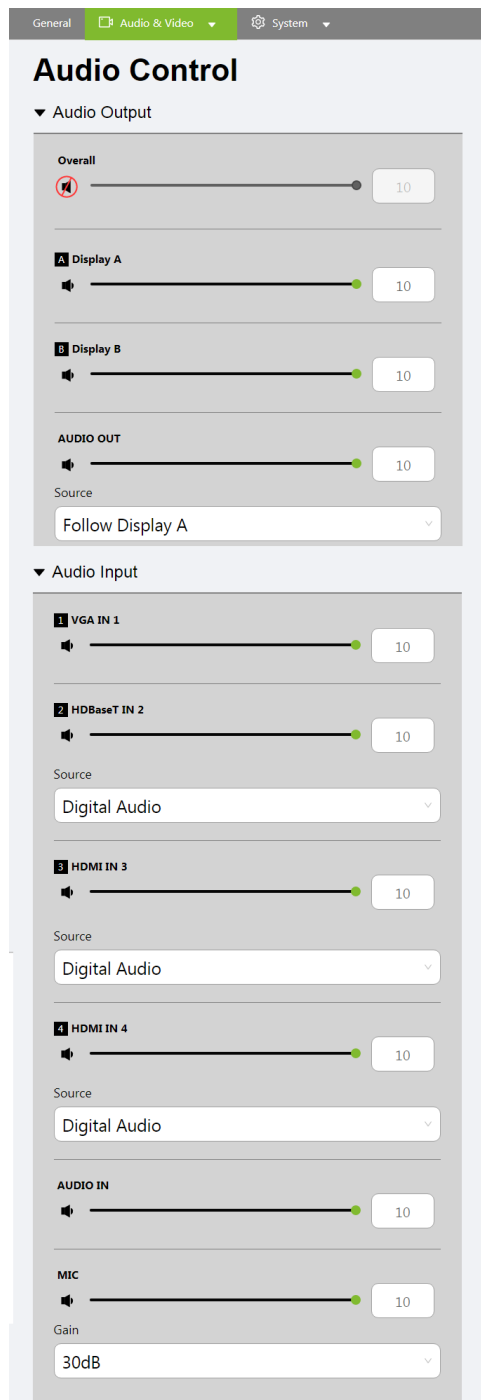 General Audio & Video System
Audio Control
Audio Output
Overall
10
A Display A
10
B Display B
10
AUDIO OUT
10
Source
Follow Display A
Audio Input
1 VGA IN 1
10
2 HDBaseT IN 2
10
Source
Digital Audio
3 HDMI IN 3
10
Source
Digital Audio
4 HDMI IN 4
10
Source
Digital Audio
AUDIO IN
10
MIC
10
Gain
30dB